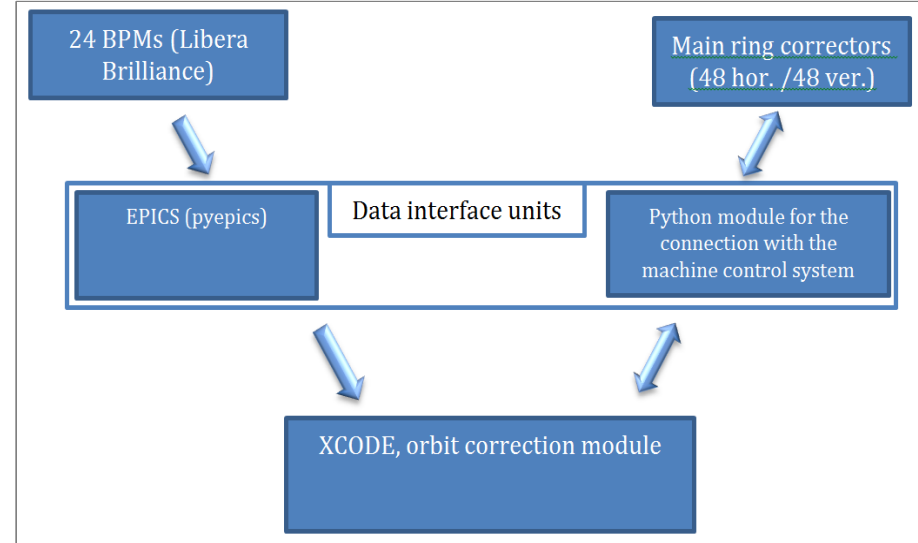 24 BPMs (Libera
Brilliance)
Main ring correctors
(48 hor. /48 ver.)
EPICS (pyepics)
Data interface units
Python module for the
connection with the
machine control system
XCODE, orbit correction module